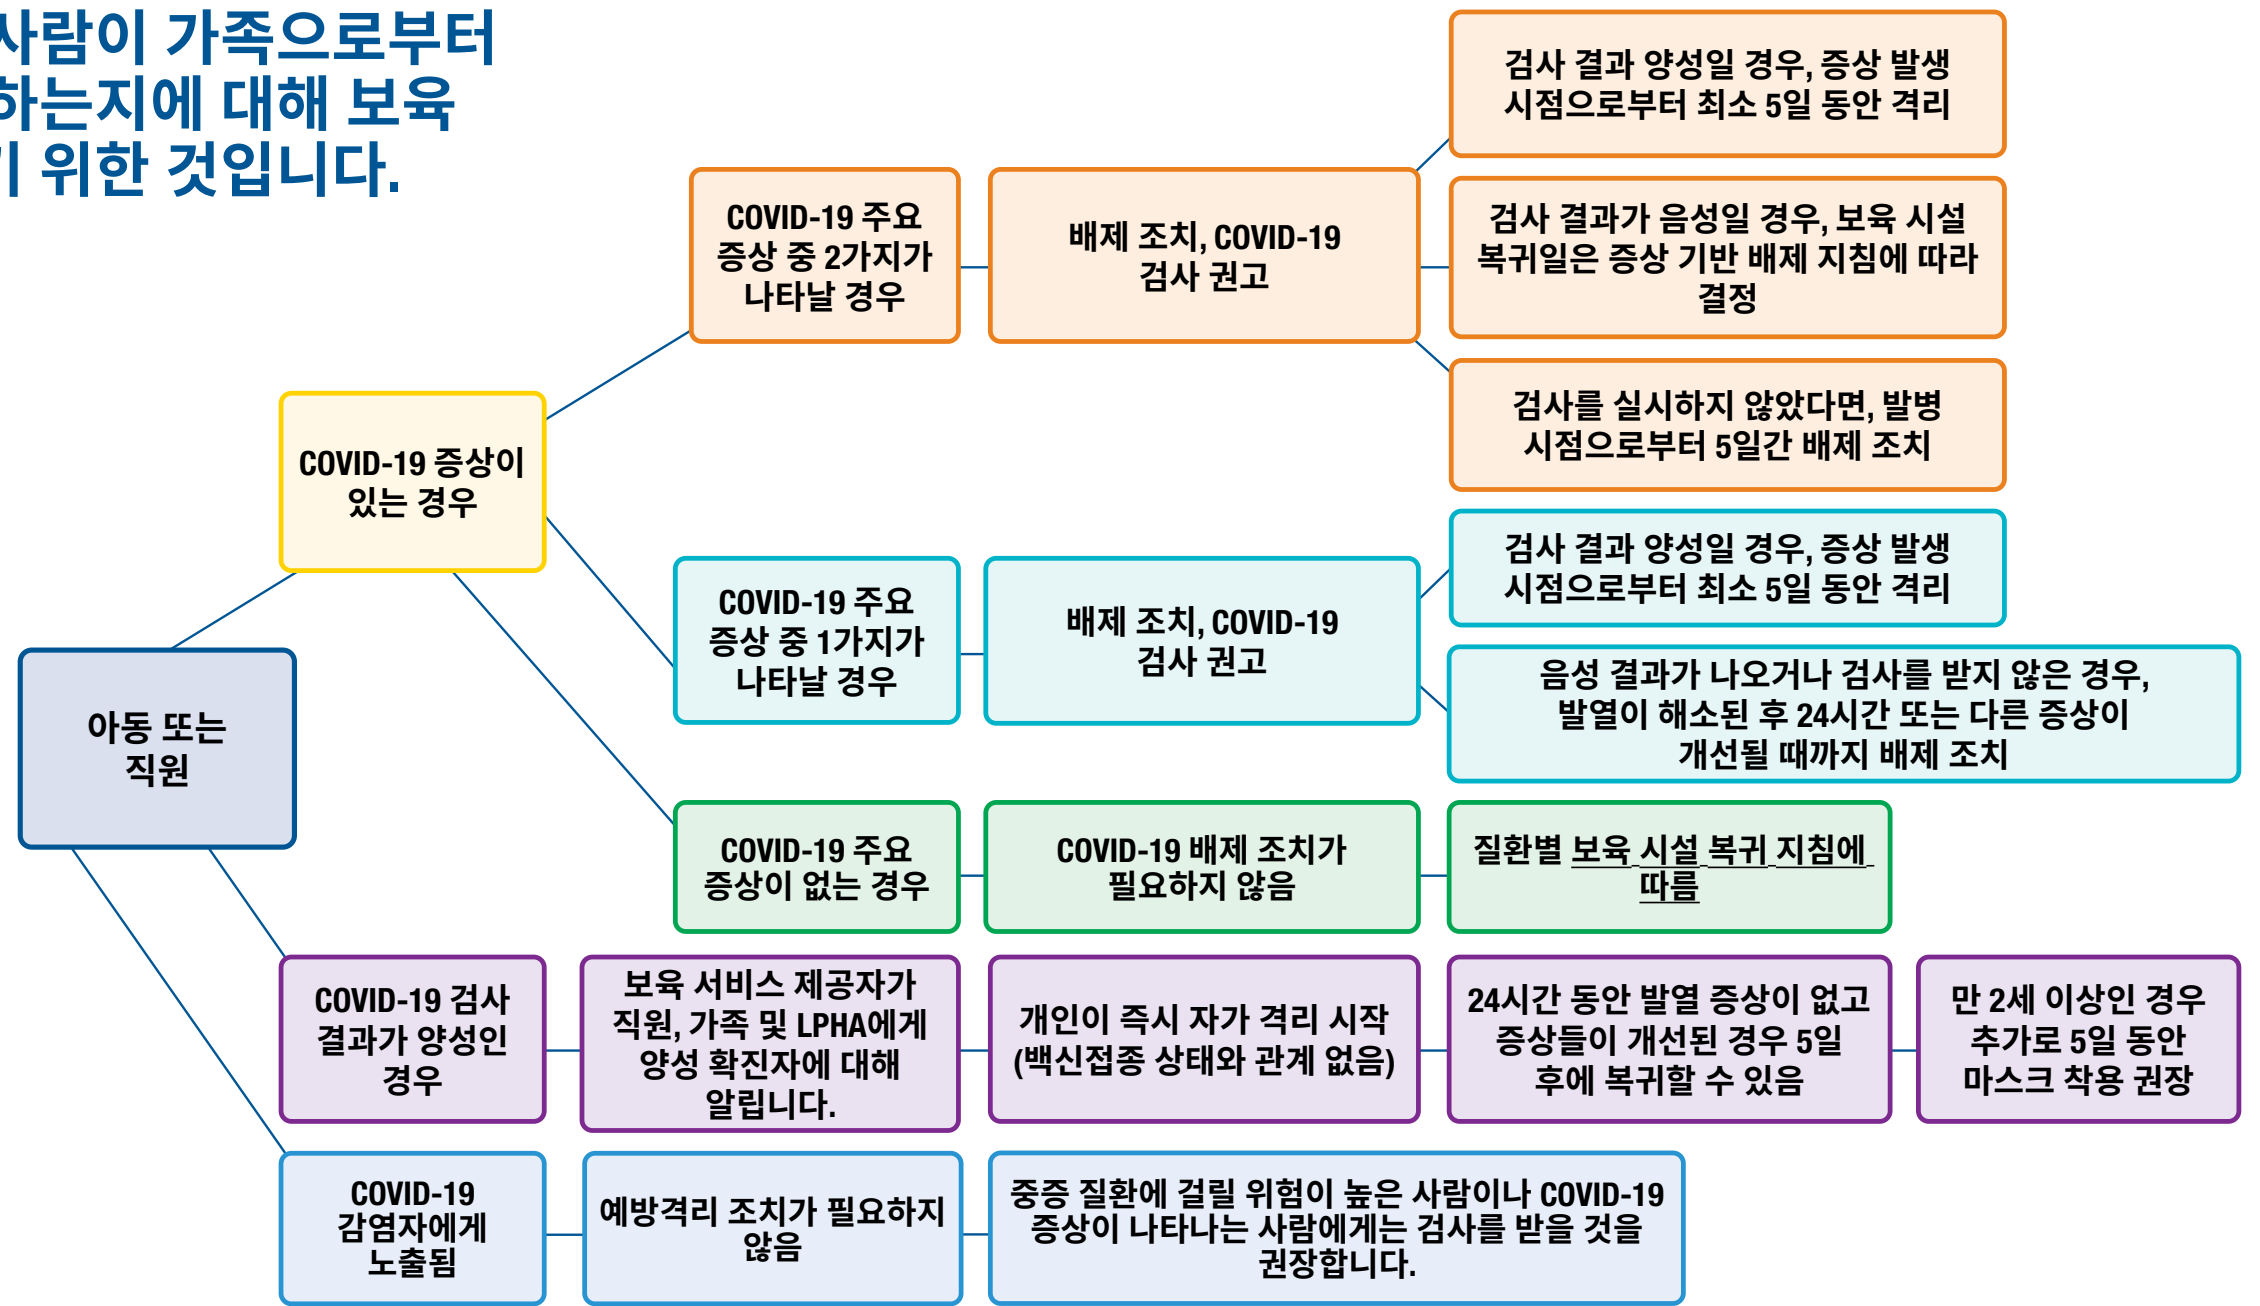 사람이 가족으로부터
하는지에 대해 보육
위한 것입니다.
검사 결과 양성일 경우, 증상 발생
시점으로부터 최소 5일 동안 격리
COVID-19 주요
증상 중 2가지가
나타날 경우
배제 조치, COVID-19
검사 권고
검사 결과가 음성일 경우, 보육 시설
복귀일은 증상 기반 배제 지침에 따라
결정
검사를 실시하지 않았다면, 발병
시점으로부터 5일간 배제 조치
COVID-19 증상이
있는 경우
COVID-19 주요
증상 중 1가지가
나타날 경우
배제 조치, COVID-19
검사 권고
검사 결과 양성일 경우, 증상 발생
시점으로부터 최소 5일 동안 격리
음성 결과가 나오거나 검사를 받지 않은 경우,
발열이 해소된 후 24시간 또는 다른 증상이
개선될 때까지 배제 조치
아동 또는
직원
COVID-19 주요
증상이 없는 경우
COVID-19 배제 조치가
필요하지 않음
질환별 보육 시설 복귀 지침에
따름
COVID-19 검사
결과가 양성인
경우
보육 서비스 제공자가
직원, 가족 및 LPHA에게
양성 확진자에 대해
알립니다.
개인이 즉시 자가 격리 시작
(백신접종 상태와 관계 없음)
24시간 동안 발열 증상이 없고
증상들이 개선된 경우 5일
후에 복귀할 수 있음
만 2세 이상인 경우
추가로 5일 동안
마스크 착용 권장
COVID-19
감염자에게
노출됨
예방격리 조치가 필요하지
않음
중증 질환에 걸릴 위험이 높은 사람이나 COVID-19
증상이 나타나는 사람에게는 검사를 받을 것을
권장합니다.